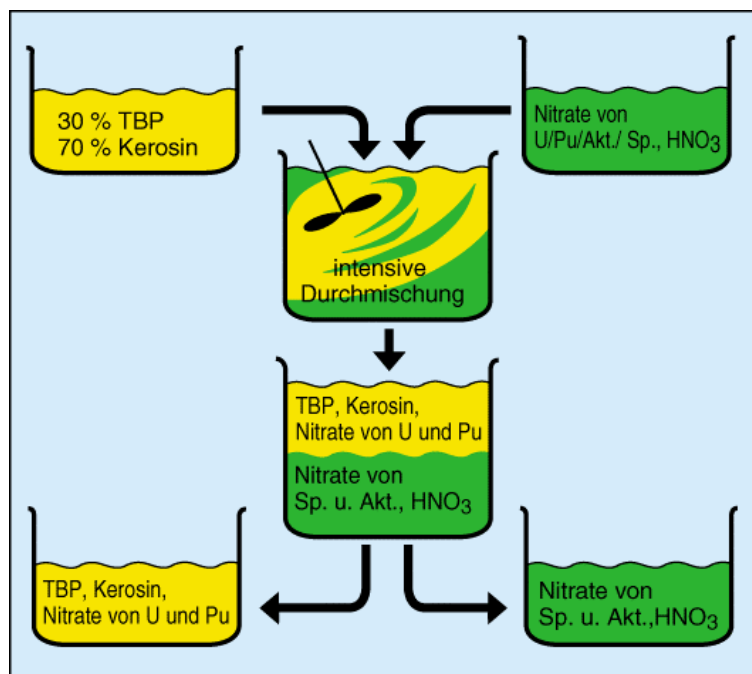 30 % TBP
70 % Kerosin
Nitrate von
U/Pu/Akt./ Sp., HNO3
intensive
Durchmischung
TBP, Kerosin,
Nitrate von U und Pu
Nitrate von
Sp. u. Akt., HNO3
TBP, Kerosin,
Nitrate von U und Pu
Nitrate von
Sp. u. Akt.,HNO3